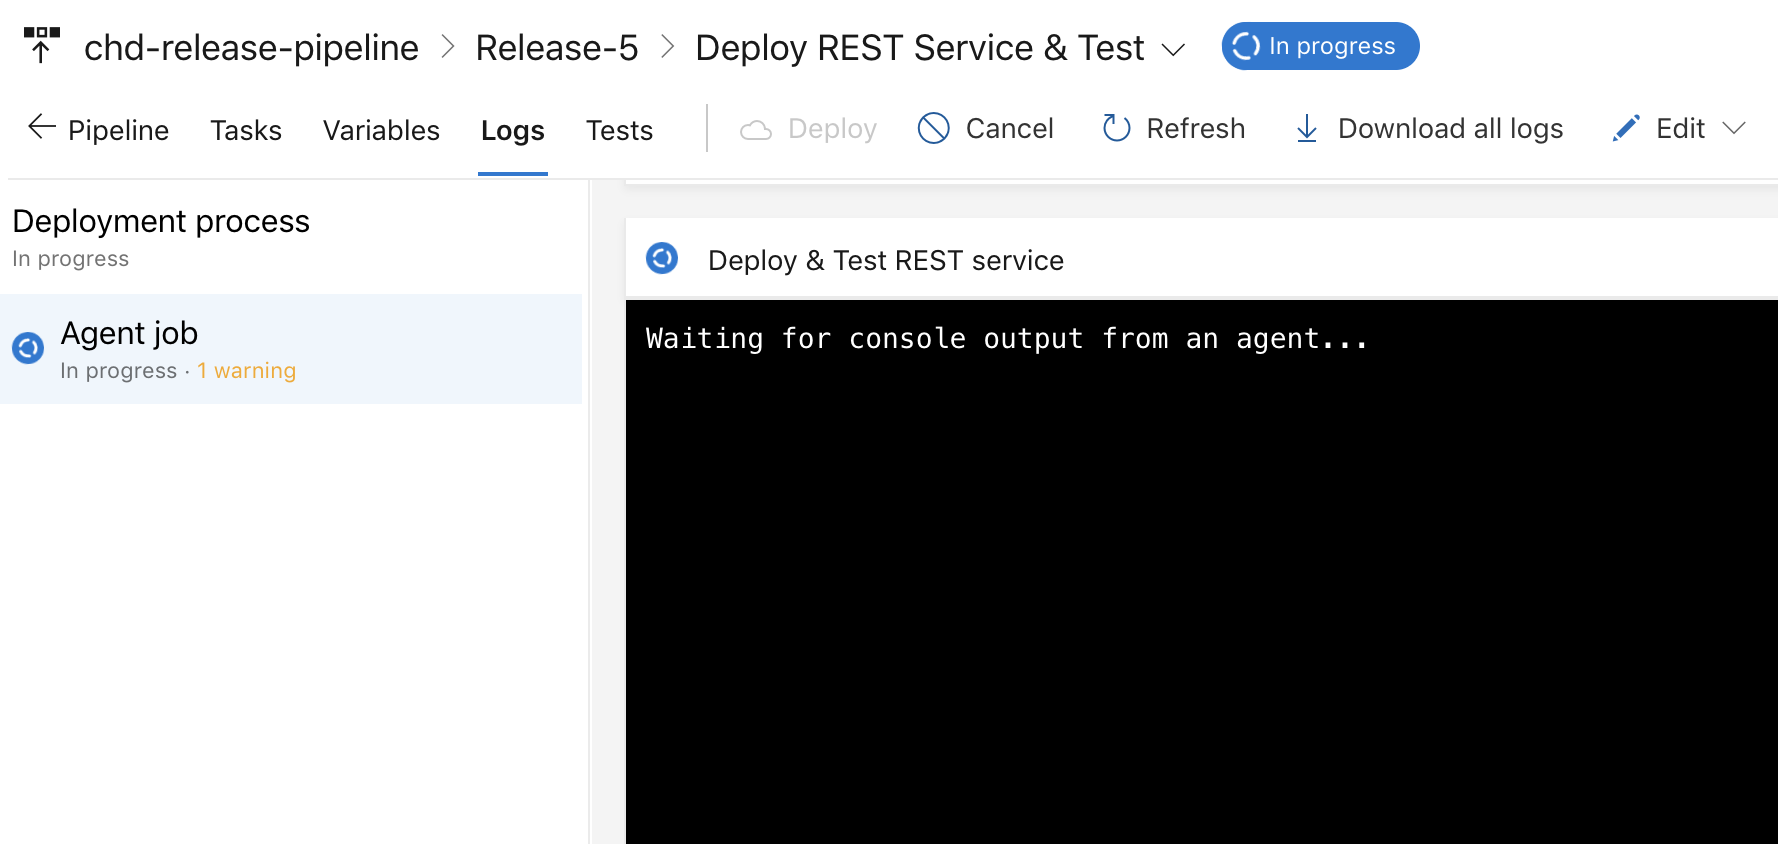 chd-release-pipeline > Release-5 > Deploy REST Service & Test In progress
Pipeline Tasks Variables Logs Tests Deploy Cancel Refresh Download all logs Edit
Deployment process
In progress
Agent job
In progress · 1 warning
Deploy & Test REST service
Waiting for console output from an agent...